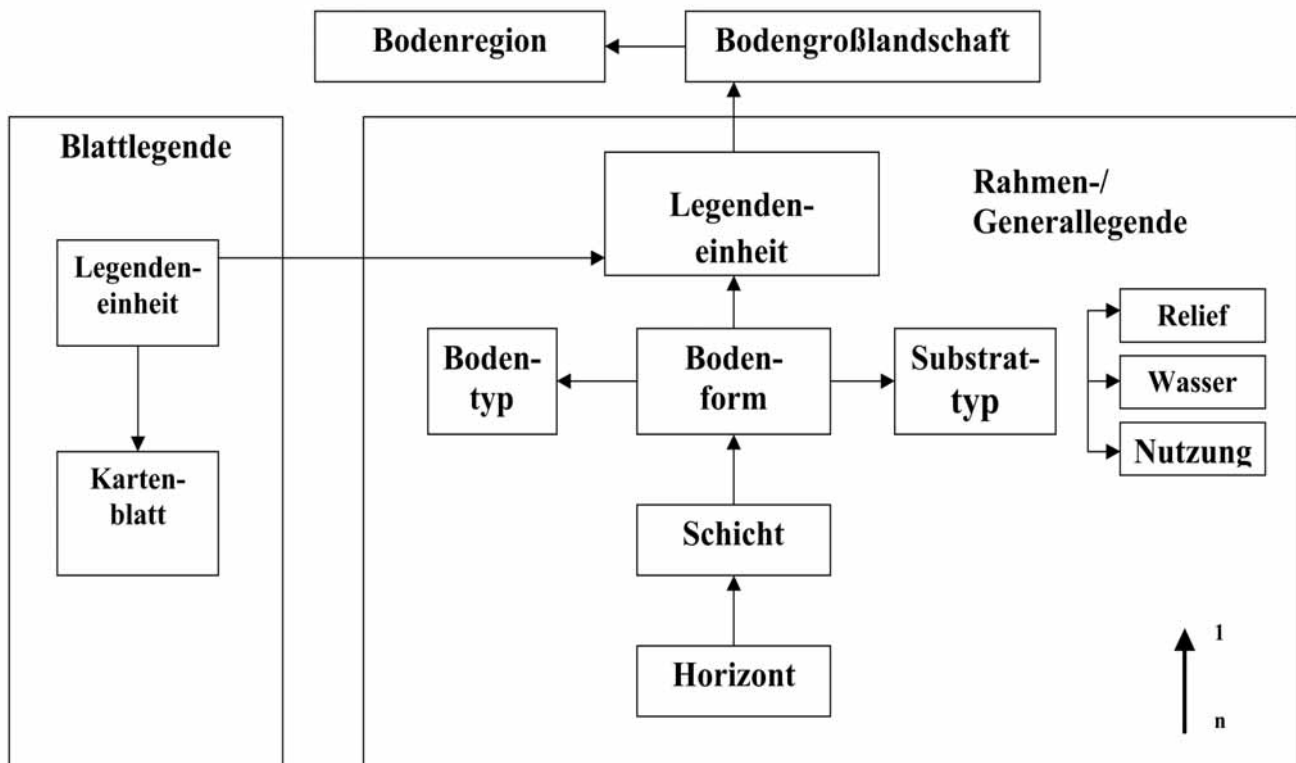 Bodenregion
Bodengroßlandschaft
Blattlegende
Legenden-
einheit
Karten-
blatt
Rahmen-/
Generallegende
Legenden-
einheit
Boden-
typ
Boden-
form
Substrat-
typ
Relief
Wasser
Nutzung
Schicht
Horizont
1
n